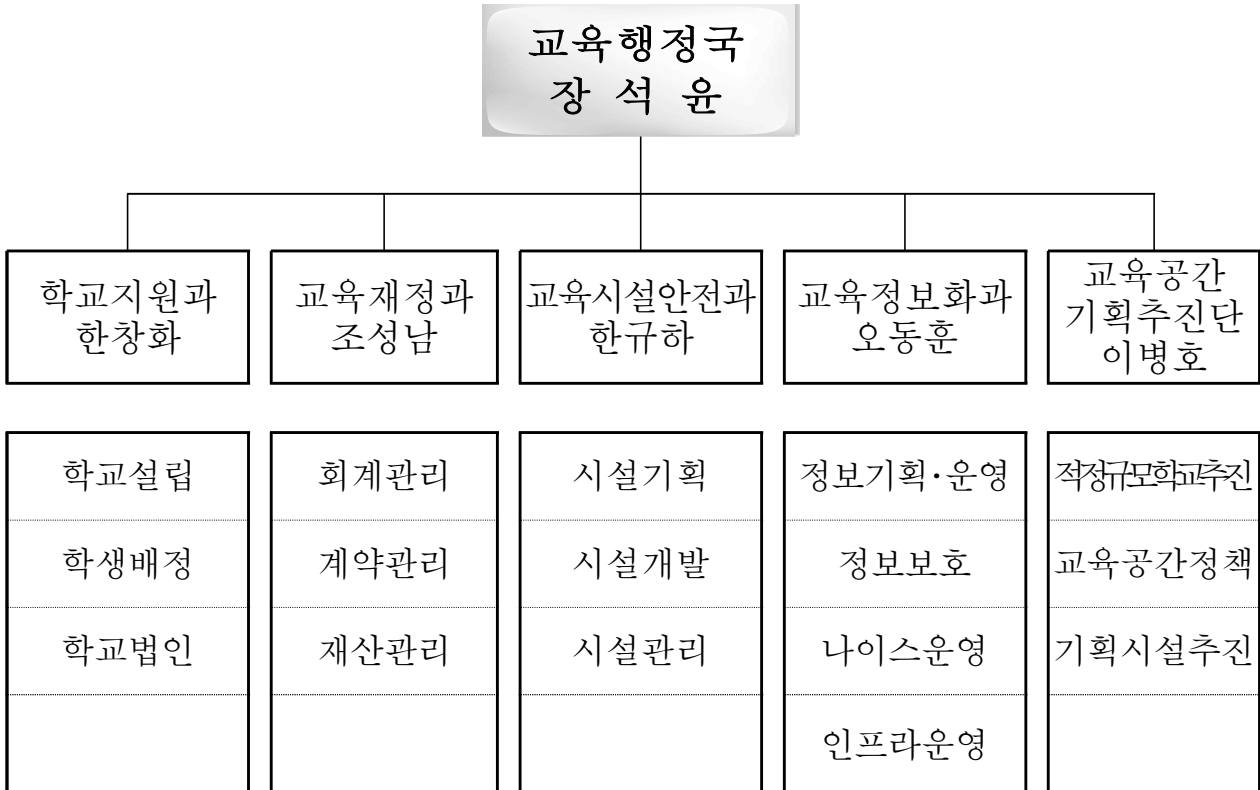 교육행정국
장 석 윤
학교지원과
한창화
교육재정과
조성남
교육시설안전과
한규하
교육정보화과
오동훈
교육공간
기획추진단
이병호
학교설립
학생배정
학교법인
회계관리
계약관리
재산관리
시설기획
시설개발
시설관리
정보기획·운영
정보보호
나이스운영
인프라운영
적정규모학교추진
교육공간정책
기획시설추진